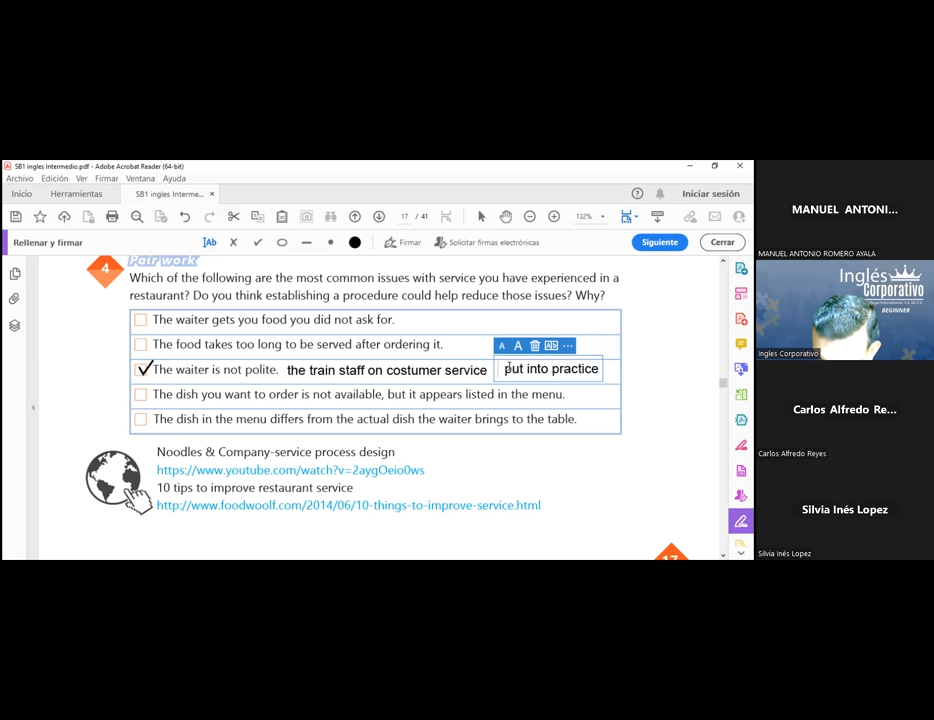 SB1 ingles Intermedio.pdf - Adobe Acrobat Reader (64-bit)
Archivo Edición Ver Firmar Ventana Ayuda
Inicio Herramientas SB1 ingles Interme... × Iniciar sesión
17 / 41 132%
Rellenar y firmar Ab Firmar Solicitar firmas electrónicas Siguiente Cerrar
4 Pair work
Which of the following are the most common issues with service you have experienced in a
restaurant? Do you think establishing a procedure could help reduce those issues? Why?
The waiter gets you food you did not ask for.
The food takes too long to be served after ordering it.
The waiter is not polite. the train staff on costumer service put into practice
The dish you want to order is not available, but it appears listed in the menu.
The dish in the menu differs from the actual dish the waiter brings to the table.
Noodles & Company-service process design
https://www.youtube.com/watch?v=2aygOeio0ws
10 tips to improve restaurant service
http://www.foodwoolf.com/2014/06/10-things-to-improve-service.html
17
MANUEL ANTONI...
MANUEL ANTONIO ROMERO AYALA
Inglés
Corporativo
BEGINNER
Ingles Corporativo
Carlos Alfredo Re...
Carlos Alfredo Reyes
Silvia Inés Lopez
Silvia Inés Lopez